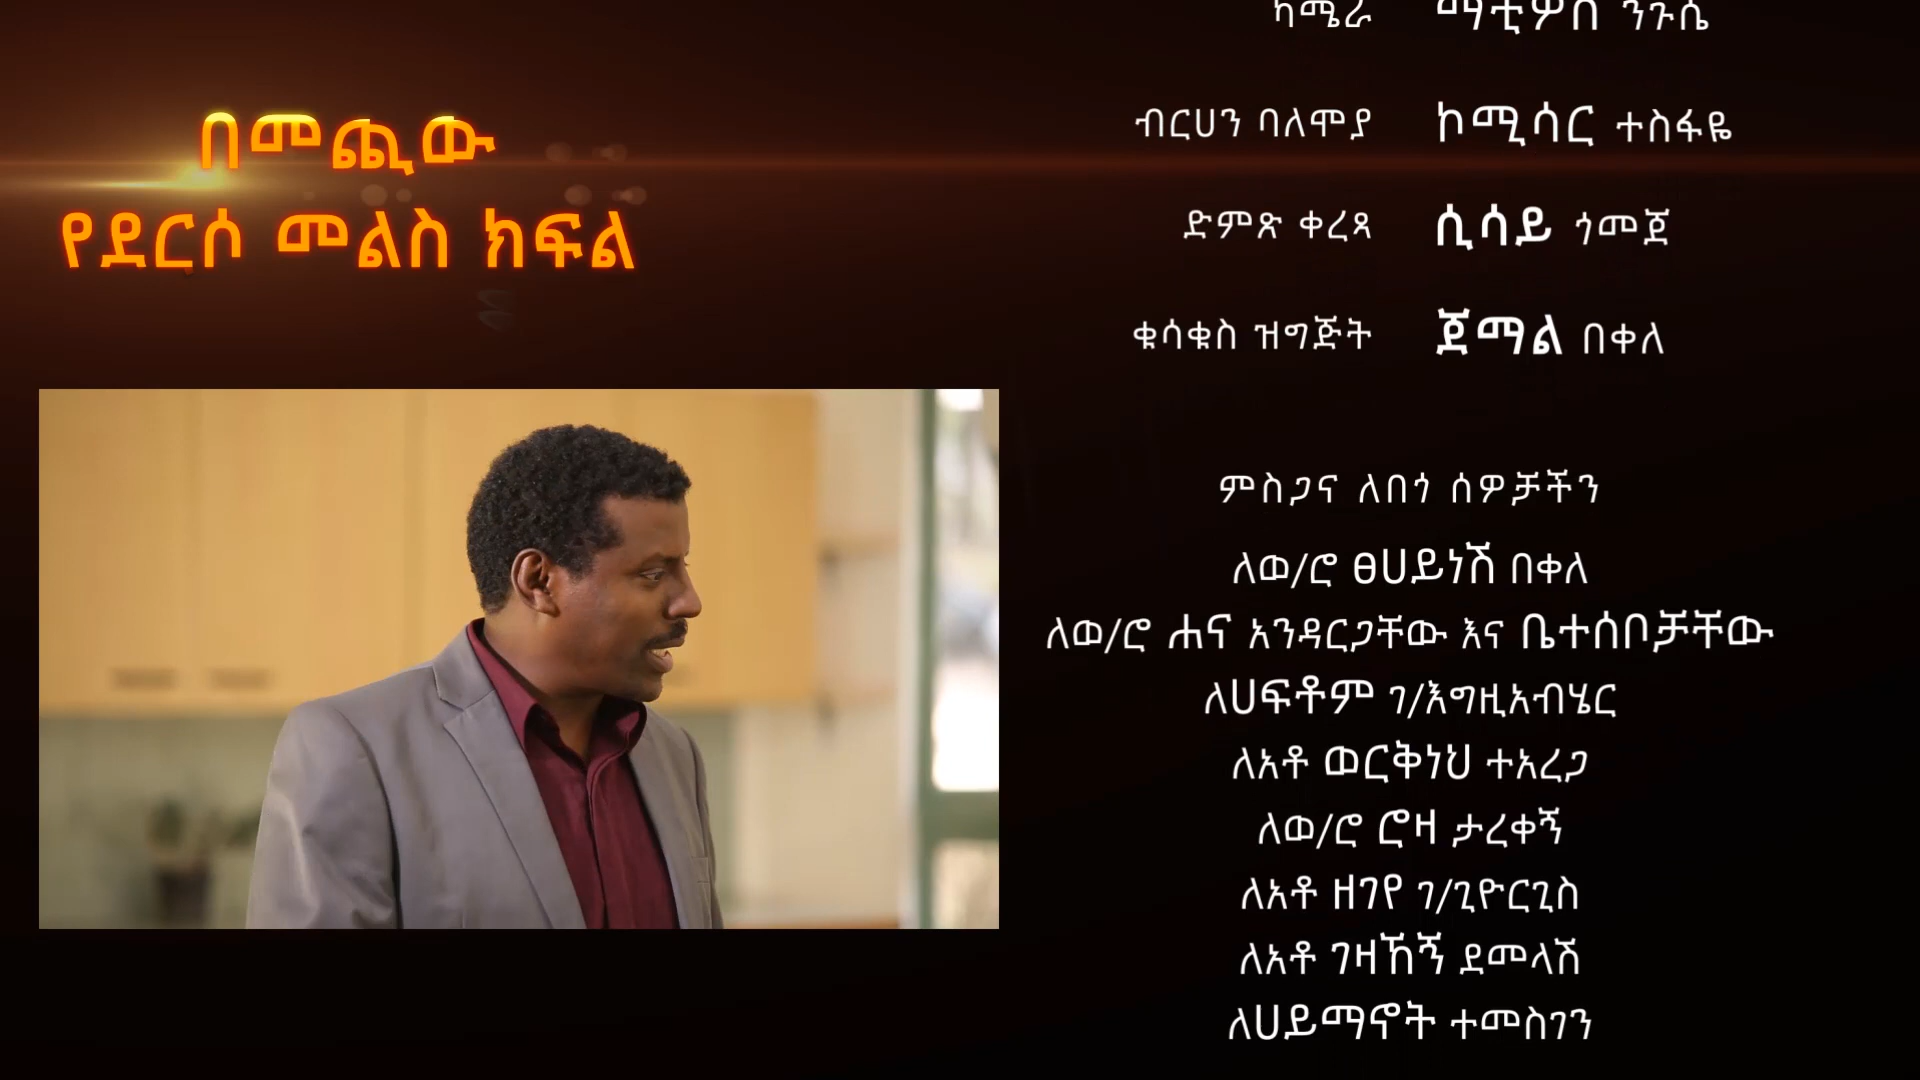 በመጪው
የደርሶ መልስ ክፍል
ካሜራ ማቲዎስ ንጉሴ
ብርሀን ባለሞያ ኮሚሳር ተስፋዬ
ድምጽ ቀረጻ ሲሳይ ጎመጀ
ቁሳቁስ ዝግጅት ጀማል በቀለ
ምስጋና ለበጎ ሰዎቻችን
ለወ/ሮ ፀሀይነሽ በቀለ
ለወ/ሮ ሐና አንዳርጋቸው እና ቤተሰቦቻቸው
ለሀፍቶም ገ/እግዚአብሄር
ለአቶ ወርቅነህ ተአረጋ
ለወ/ሮ ሮዛ ታረቀኝ
ለአቶ ዘገየ ገ/ጊዮርጊስ
ለአቶ ገዛኸኝ ደመላሽ
ለሀይማኖት ተመስገን